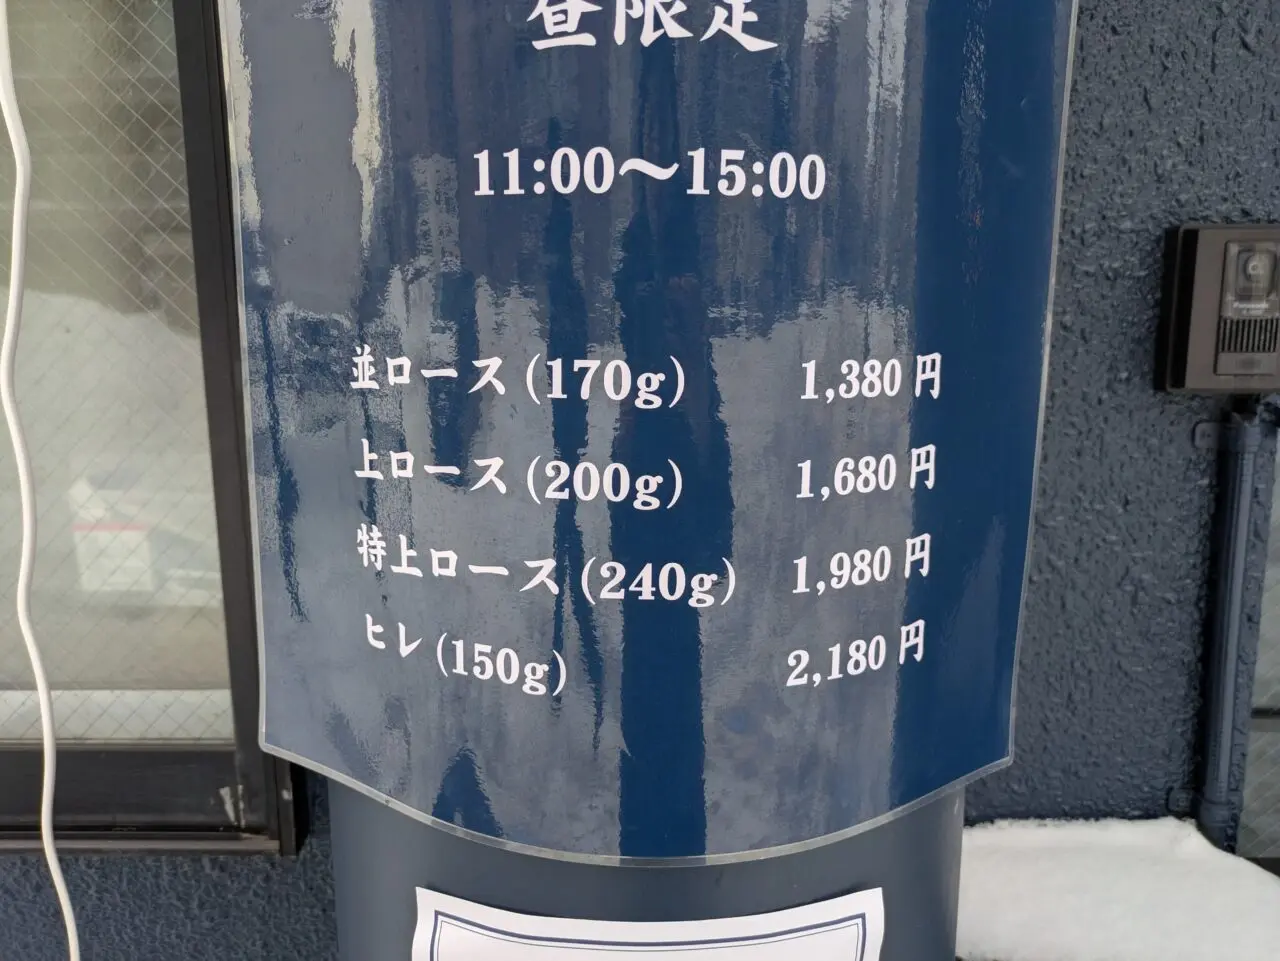 昼限定
11:00〜15:00
並ロース (170g) 1,380 円
上ロース (200g) 1,680 円
特上ロース (240g) 1,980 円
ヒレ (150g) 2,180 円